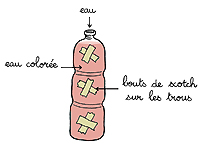 eau
eau colorée
bouts de scotch
sur les trous